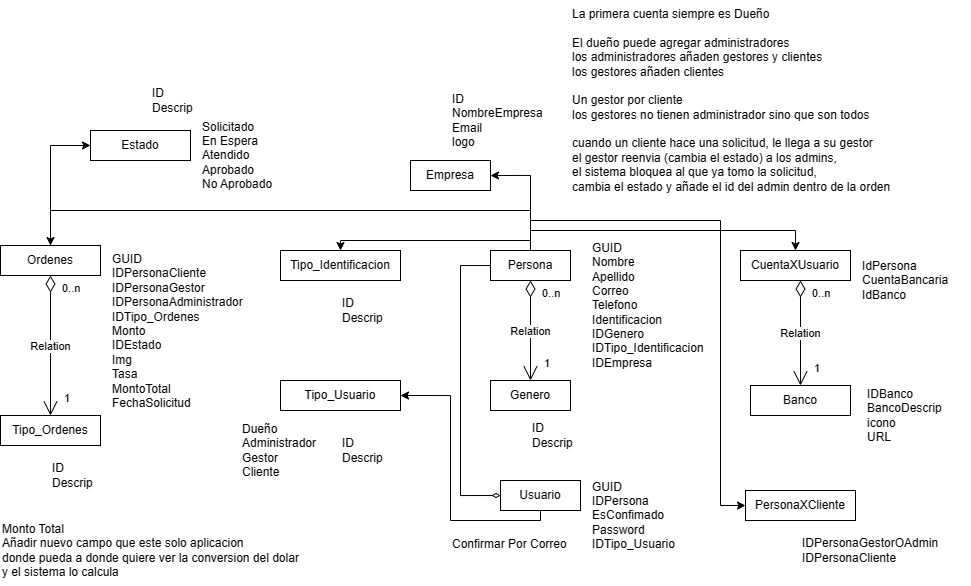 La primera cuenta siempre es Dueño
El dueño puede agregar administradores
los administradores añaden gestores y clientes
los gestores añaden clientes
Un gestor por cliente
los gestores no tienen administrador sino que son todos
cuando un cliente hace una solicitud, le llega a su gestor
el gestor reenvia (cambia el estado) a los admins,
el sistema bloquea al que ya tomo la solicitud,
cambia el estado y añade el id del admin dentro de la orden
ID
Descrip
Estado
Solicitado
En Espera
Atendido
Aprobado
No Aprobado
ID
NombreEmpresa
Email
logo
Empresa
Ordenes
GUID
IDPersonaCliente
IDPersonaGestor
IDPersonaAdministrador
IDTipo_Ordenes
Monto
IDEstado
Img
Tasa
MontoTotal
FechaSolicitud
0..n
Relation
1
Tipo_Ordenes
ID
Descrip
Tipo_Identificacion
ID
Descrip
Persona
GUID
Nombre
Apellido
Correo
Telefono
Identificacion
IDGenero
IDTipo_Identificacion
IDEmpresa
0..n
Relation
1
Genero
ID
Descrip
CuentaXUsuario
IdPersona
CuentaBancaria
IdBanco
0..n
Relation
1
Banco
IDBanco
BancoDescrip
icono
URL
Tipo_Usuario
Dueño
Administrador
Gestor
Cliente
ID
Descrip
Usuario
GUID
IDPersona
EsConfimado
Password
IDTipo_Usuario
Confirmar Por Correo
PersonaXCliente
IDPersonaGestorOAdmin
IDPersonaCliente
Monto Total
Añadir nuevo campo que este solo aplicacion
donde pueda a donde quiere ver la conversion del dolar
y el sistema lo calcula